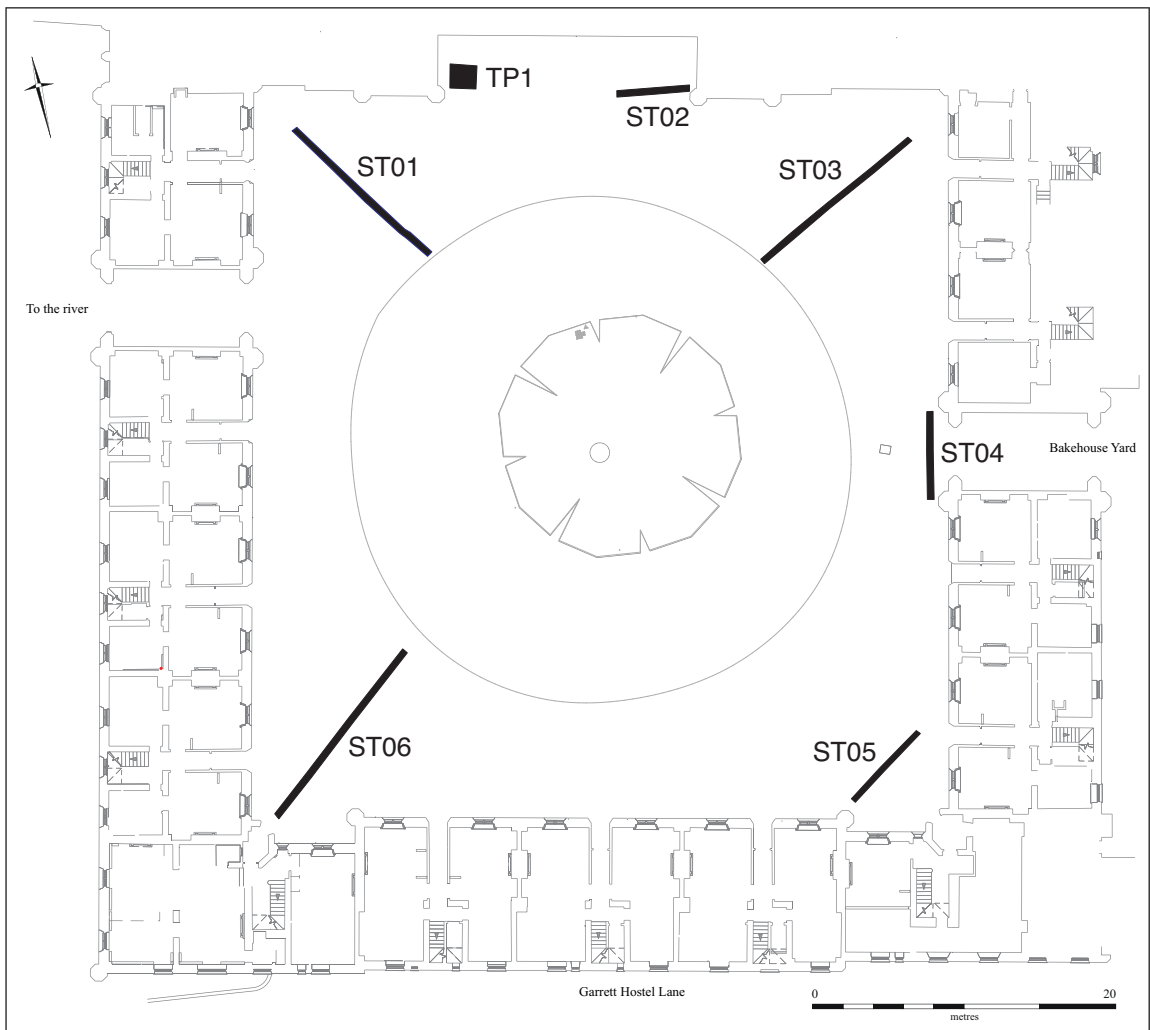 TP1
ST02
ST01
ST03
To the river
ST04
Bakehouse Yard
ST05
ST06
Garrett Hostel Lane
0 20
metres